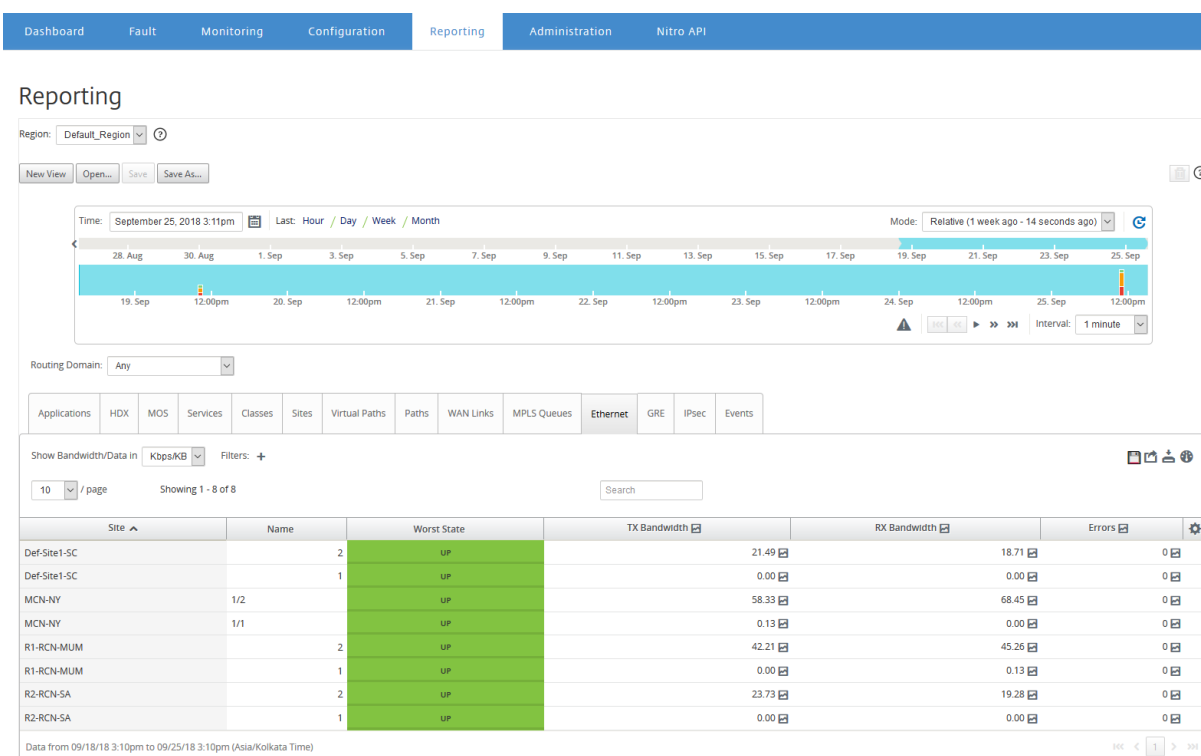 Dashboard Fault Monitoring Configuration Reporting Administration Nitro API
Reporting
Region: Default_Region ?
New View Open... Save Save As... ?
Time: September 25, 2018 3:11pm Last: Hour / Day / Week / Month Mode: Relative (1 week ago - 14 seconds ago)
28. Aug 30. Aug 1. Sep 3. Sep 5. Sep 7. Sep 9. Sep 11. Sep 13. Sep 15. Sep 17. Sep 19. Sep 21. Sep 23. Sep 25. Sep
19. Sep 12:00pm 20. Sep 12:00pm 21. Sep 12:00pm 22. Sep 12:00pm 23. Sep 12:00pm 24. Sep 12:00pm 25. Sep 12:00pm
Interval: 1 minute
Routing Domain: Any
Applications HDX MOS Services Classes Sites Virtual Paths Paths WAN Links MPLS Queues Ethernet GRE IPsec Events
Show Bandwidth/Data in Kbps/KB Filters: +
10 / page Showing 1 - 8 of 8 Search
Site Name Worst State TX Bandwidth RX Bandwidth Errors
Def-Site1-SC 2 UP 21.49 18.71 0
Def-Site1-SC 1 UP 0.00 0.00 0
MCN-NY 1/2 UP 58.33 68.45 0
MCN-NY 1/1 UP 0.13 0.00 0
R1-RCN-MUM 2 UP 42.21 45.26 0
R1-RCN-MUM 1 UP 0.00 0.13 0
R2-RCN-SA 2 UP 23.73 19.28 0
R2-RCN-SA 1 UP 0.00 0.00 0
Data from 09/18/18 3:10pm to 09/25/18 3:10pm (Asia/Kolkata Time) 1